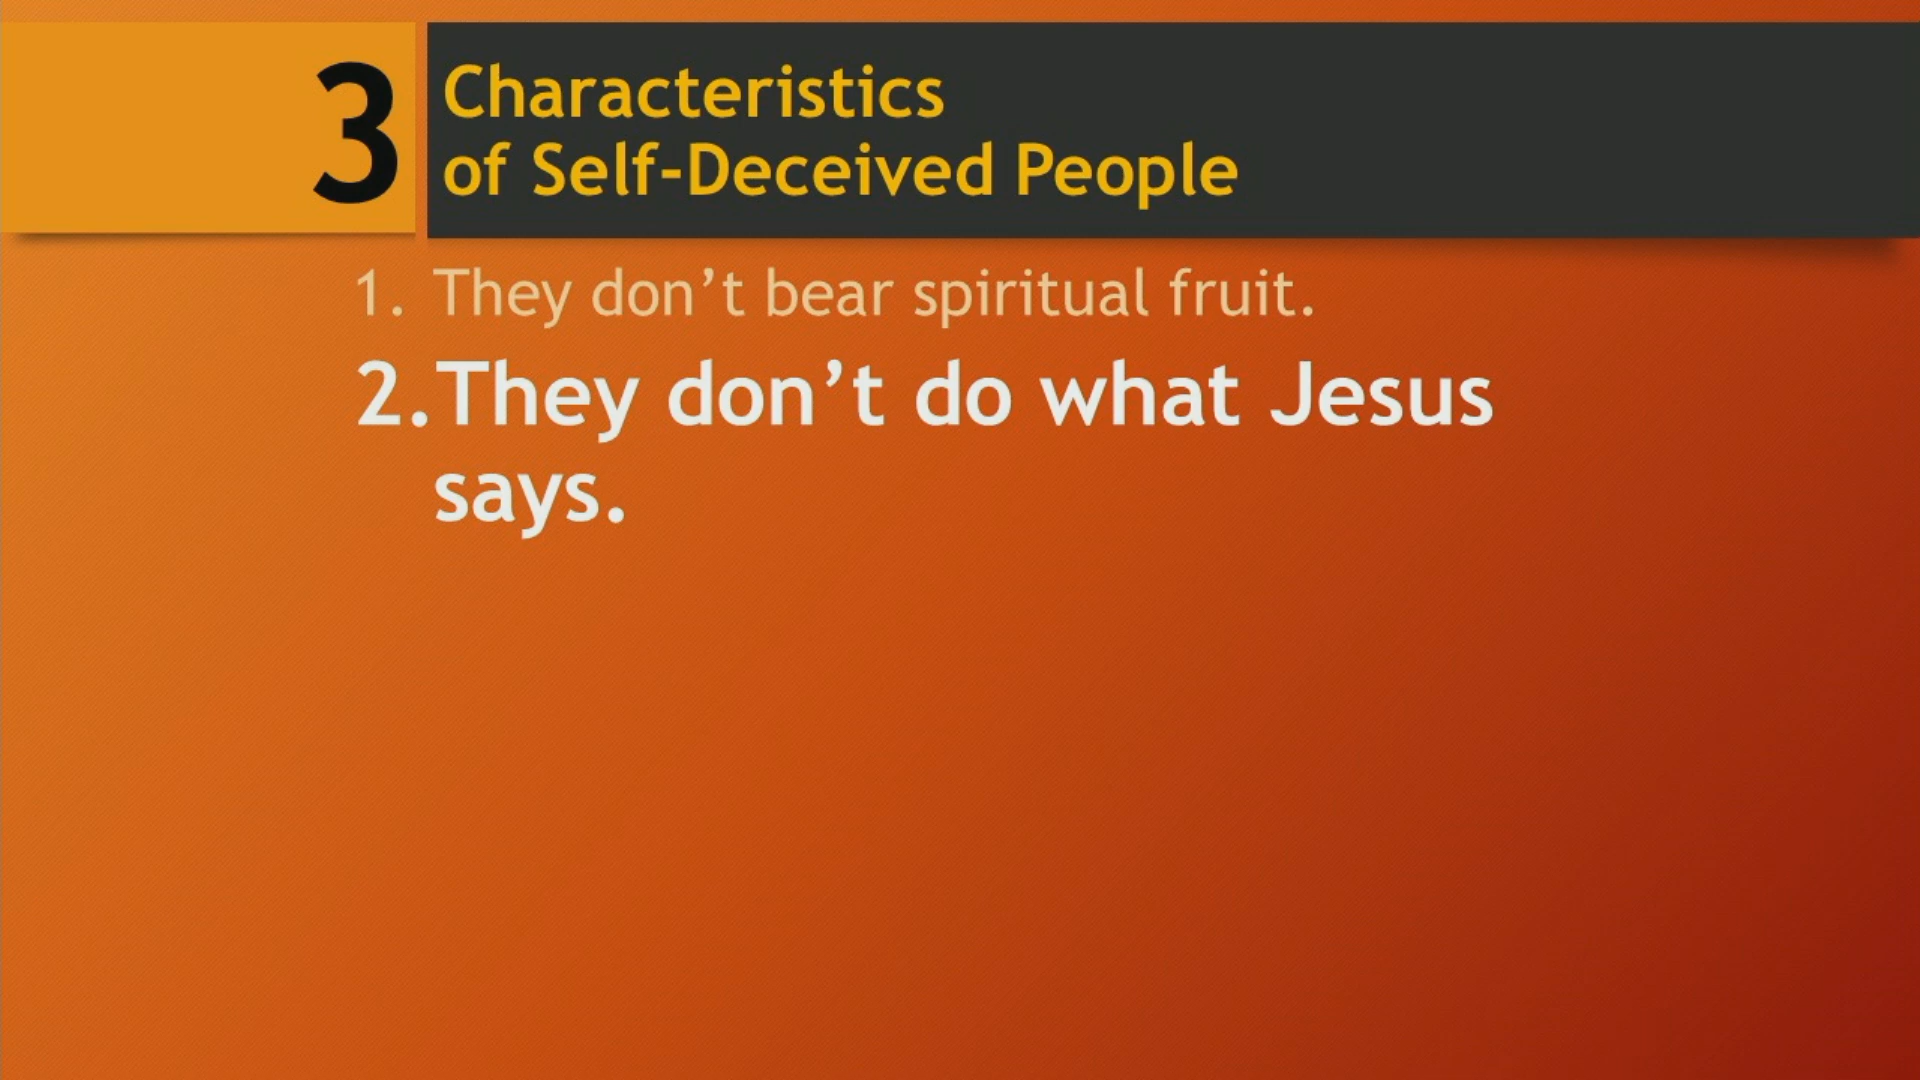 3
Characteristics
of Self-Deceived People
1. They don’t bear spiritual fruit.
2.They don’t do what Jesus
says.